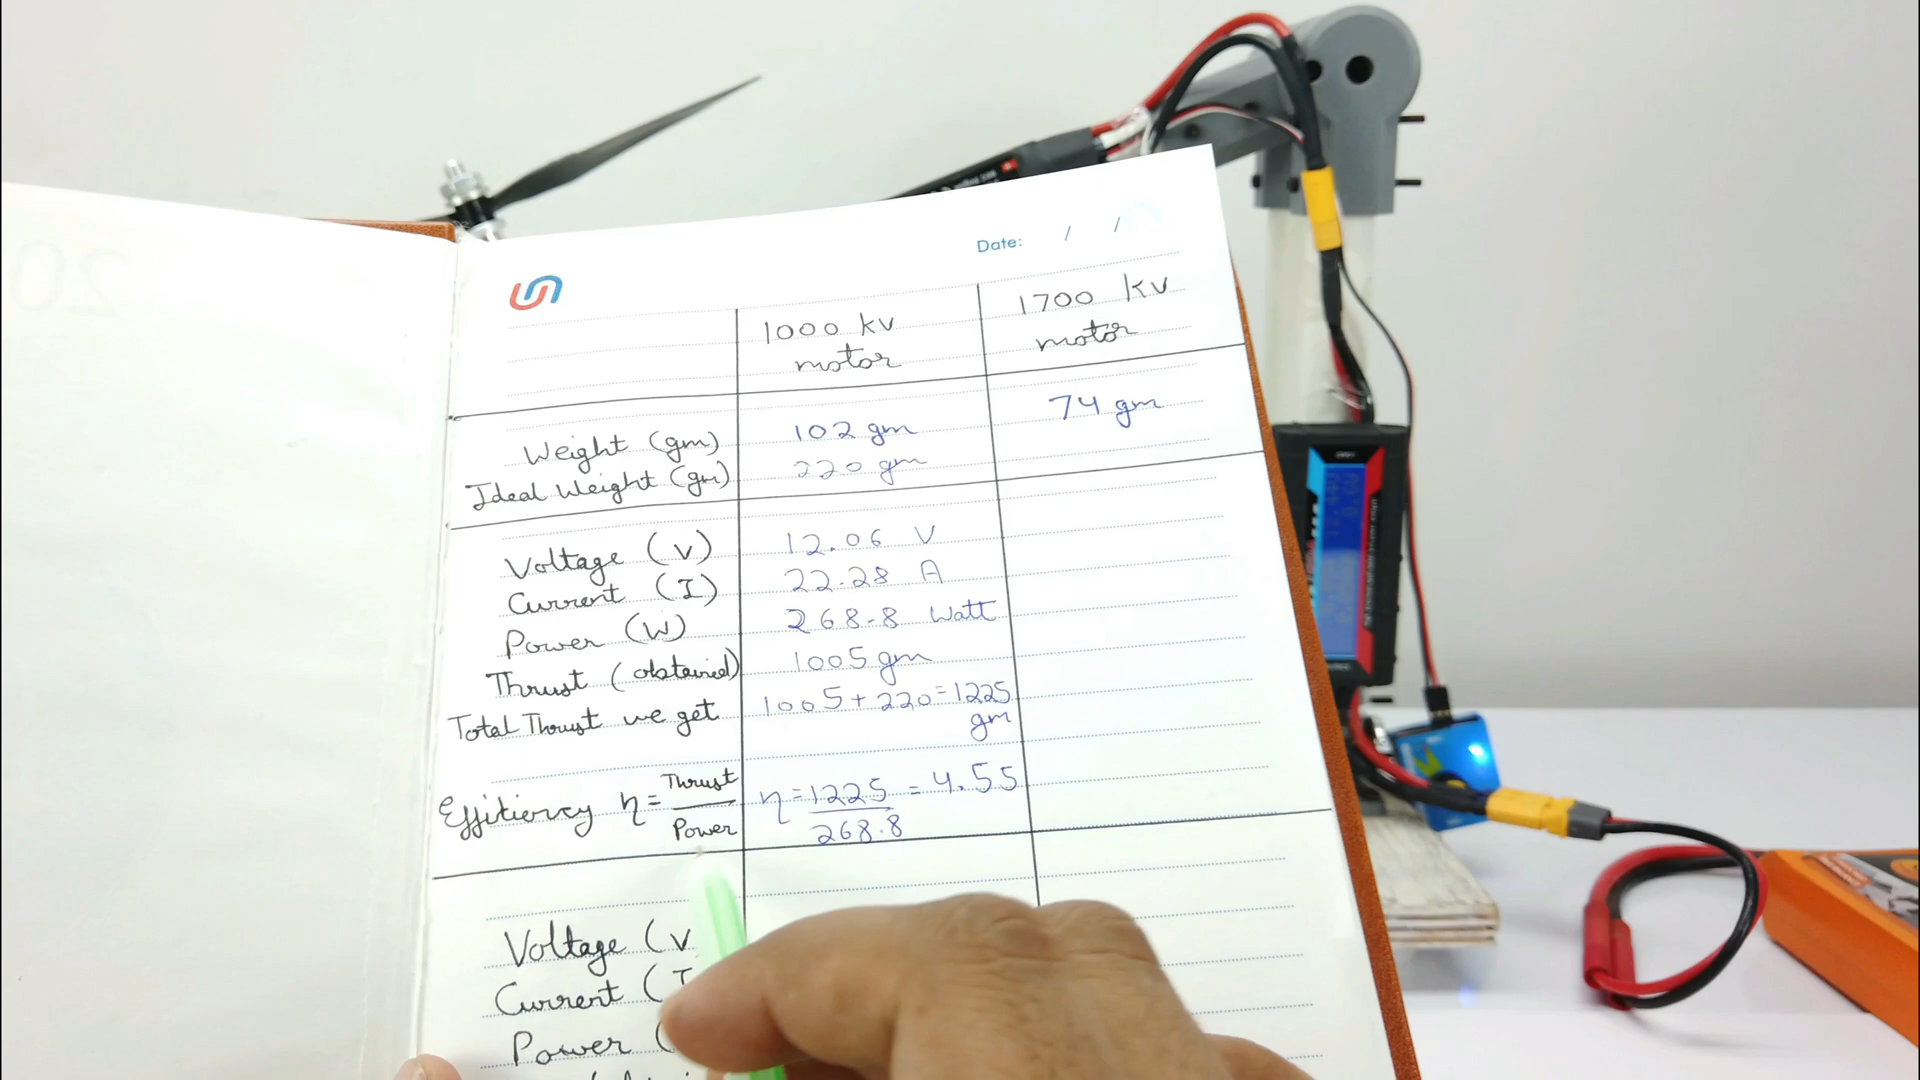 Date: / /
1000 kv 1700 kv
motor motor
Weight (gm) 102 gm 74 gm
Ideal Weight (gm) 220 gm
Voltage (V) 12.06 V
Current (I) 22.28 A
Power (W) 268.8 Watt
Thrust (obtained) 1005 gm
Total Thrust we get 1005 + 220 = 1225
gm
Effitiency η = Thrust / Power η = 1225 / 268.8 = 4.55
Voltage (V
Current (I
Power (